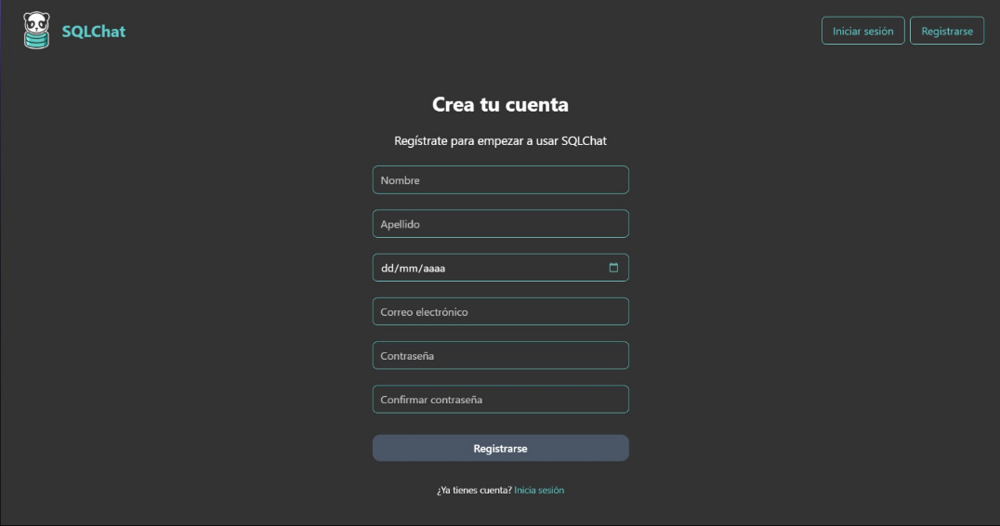 SQLChat
Iniciar sesión
Registrarse
Crea tu cuenta
Regístrate para empezar a usar SQLChat
Nombre
Apellido
dd/mm/aaaa
Correo electrónico
Contraseña
Confirmar contraseña
Registrarse
¿Ya tienes cuenta? Inicia sesión